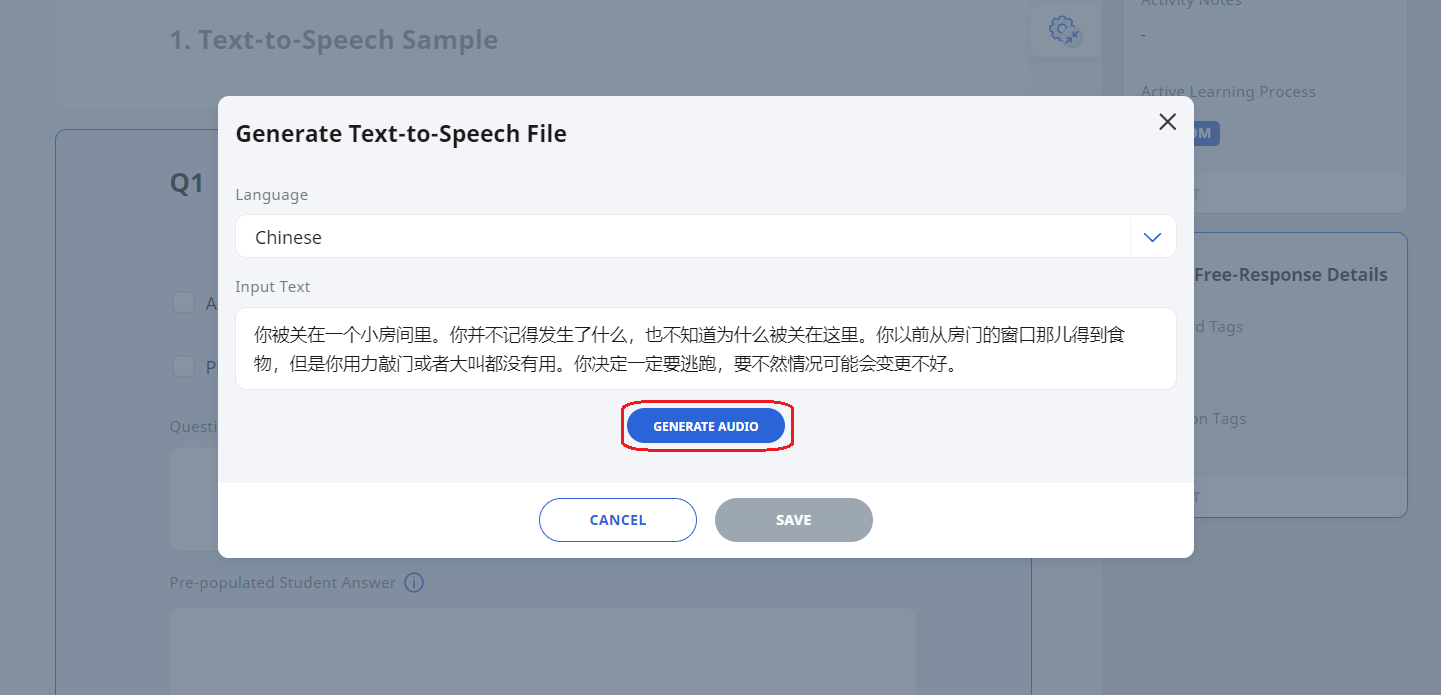 Activity Notes
1. Text-to-Speech Sample
-
Active Learning Process
Generate Text-to-Speech File
Q1
Language
Chinese
Free-Response Details
Input Text
你被关在一个小房间里。你并不记得发生了什么，也不知道为什么被关在这里。你以前从房门的窗口那儿得到食
物，但是你用力敲门或者大叫都没有用。你决定一定要逃跑，要不然情况可能会变更不好。
A
P
Tags
Tags
GENERATE AUDIO
CANCEL
SAVE
Pre-populated Student Answer